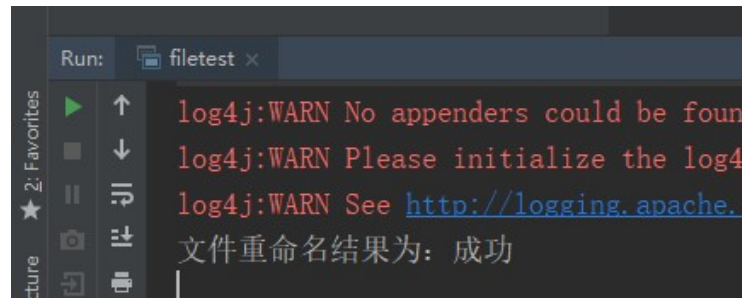 Run: filetest
2: Favorites
log4j:WARN No appenders could be foun
log4j:WARN Please initialize the log4
log4j:WARN See http://logging.apache.
文件重命名结果为：成功
cture